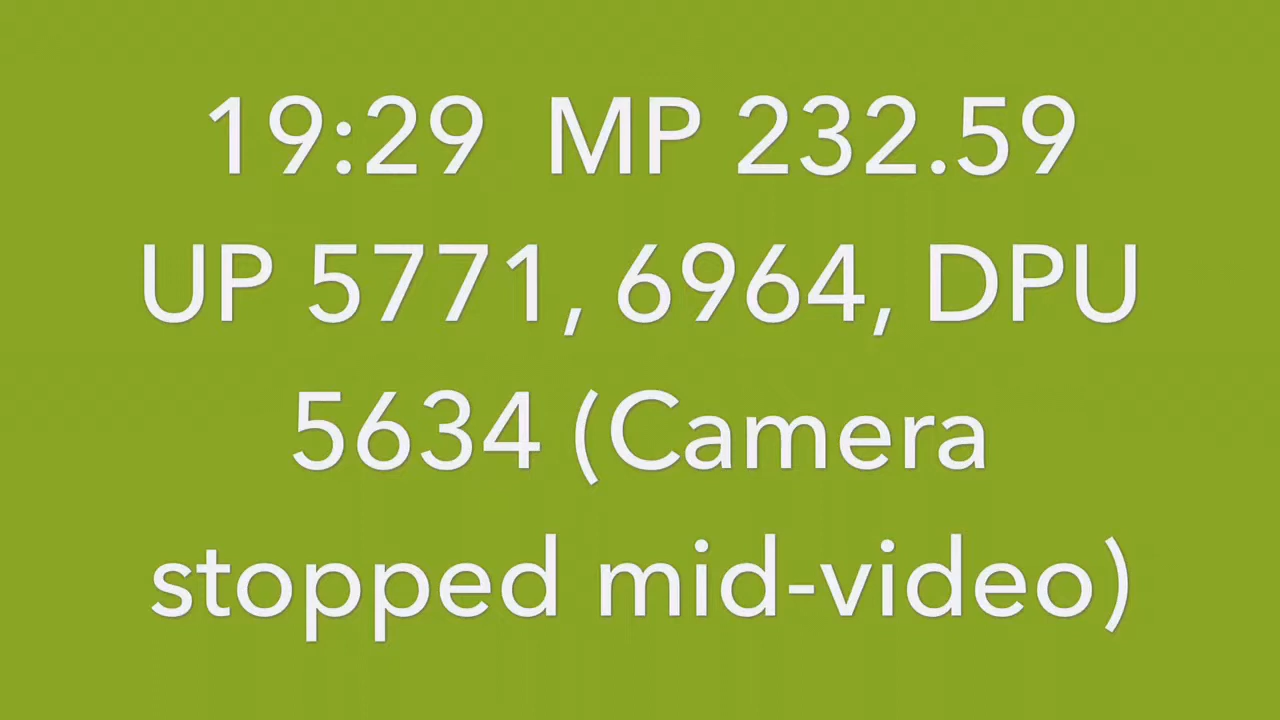 19:29  MP 232.59
UP 5771, 6964, DPU
5634 (Camera
stopped mid-video)